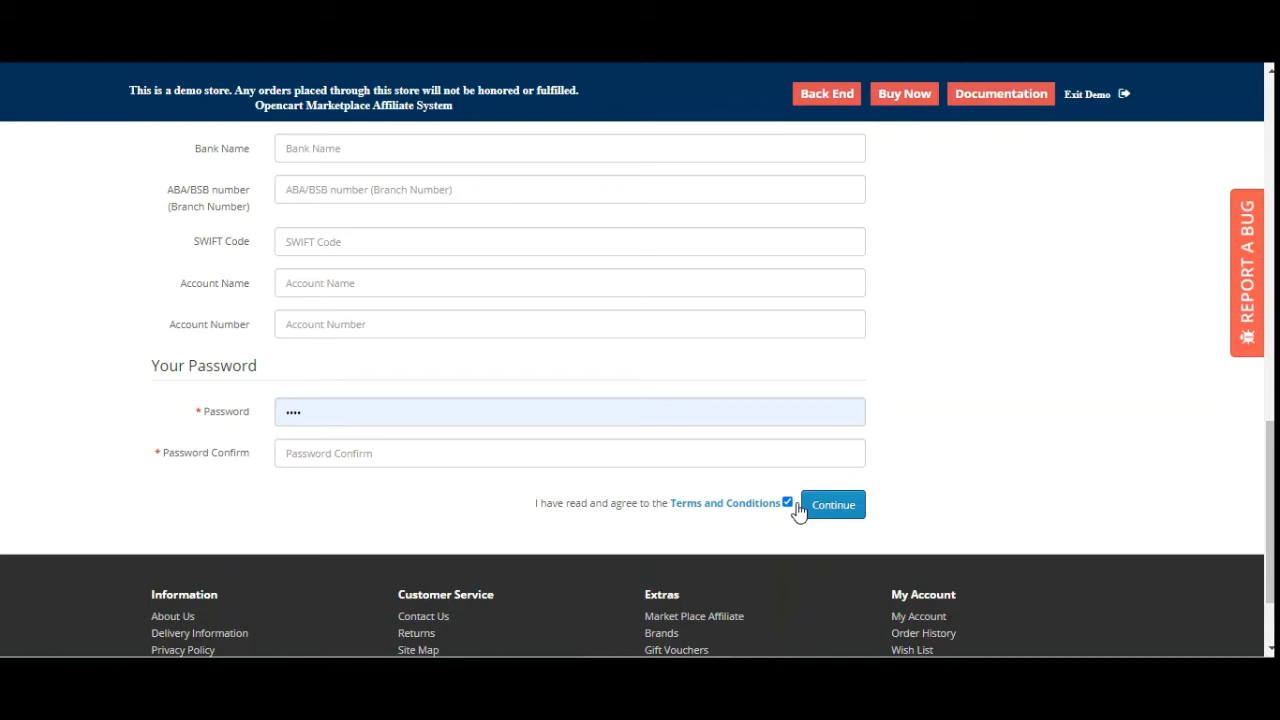 This is a demo store. Any orders placed through this store will not be honored or fulfilled.
Opencart Marketplace Affiliate System
Back End
Buy Now
Documentation
Exit Demo
Bank Name
Bank Name
ABA/BSB number
(Branch Number)
ABA/BSB number (Branch Number)
SWIFT Code
SWIFT Code
Account Name
Account Name
Account Number
Account Number
Your Password
* Password
••••
* Password Confirm
Password Confirm
I have read and agree to the Terms and Conditions
Continue
REPORT A BUG
Information
Customer Service
Extras
My Account
About Us
Contact Us
Market Place Affiliate
My Account
Delivery Information
Returns
Brands
Order History
Privacy Policy
Site Map
Gift Vouchers
Wish List